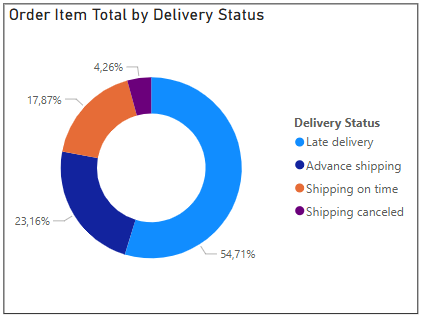 Order Item Total by Delivery Status
4,26%
17,87%
23,16%
54,71%
Delivery Status
Late delivery
Advance shipping
Shipping on time
Shipping canceled